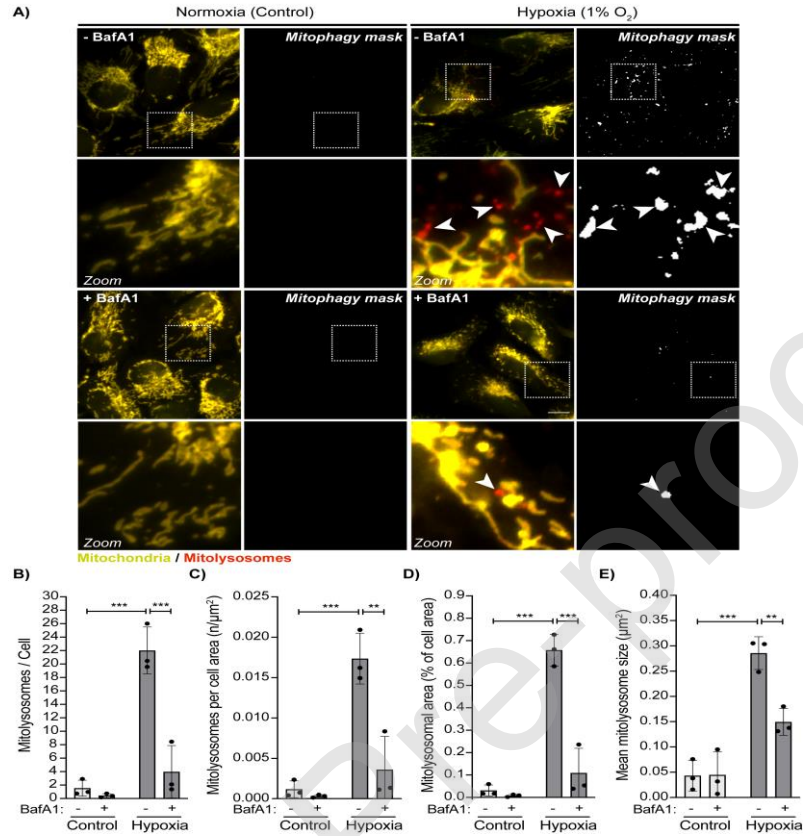 A)
Normoxia (Control)
Hypoxia (1% O₂)
- BafA1
Mitophagy mask
- BafA1
Mitophagy mask
Zoom
Zoom
+ BafA1
Mitophagy mask
+ BafA1
Mitophagy mask
Zoom
Zoom
Mitochondria / Mitolysosomes
B)
Mitolysosomes / Cell
30
28
26
24
22
20
18
16
14
12
10
8
6
4
2
0
***
***
BafA1: - + - +
Control Hypoxia
C)
Mitolysosomes per cell area (n/µm²)
0.025
0.020
0.015
0.010
0.005
0.000
***
**
- + - +
Control Hypoxia
D)
Mitolysosomal area (% of cell area)
0.9
0.8
0.7
0.6
0.5
0.4
0.3
0.2
0.1
0.0
***
***
BafA1: - + - +
Control Hypoxia
E)
Mean mitolysosome size (µm²)
0.40
0.35
0.30
0.25
0.20
0.15
0.10
0.05
0.00
***
**
- + - +
Control Hypoxia
Pre-proo